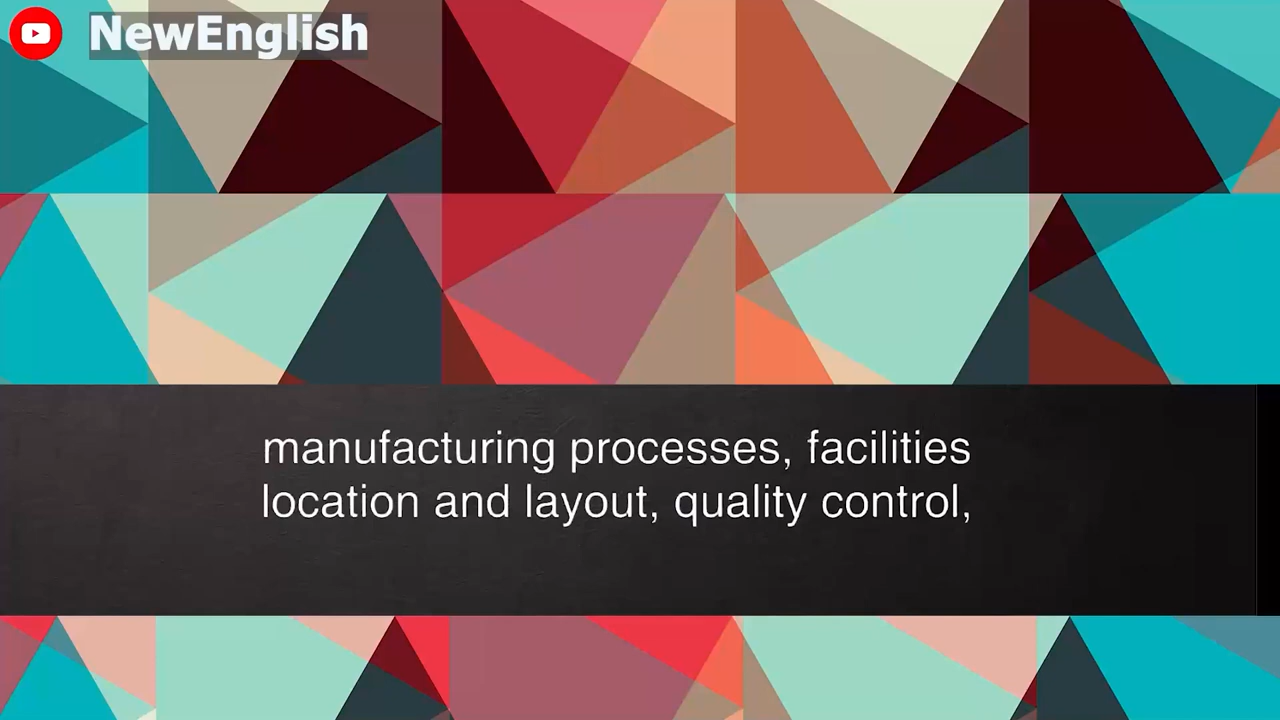 NewEnglish
manufacturing processes, facilities
location and layout, quality control,